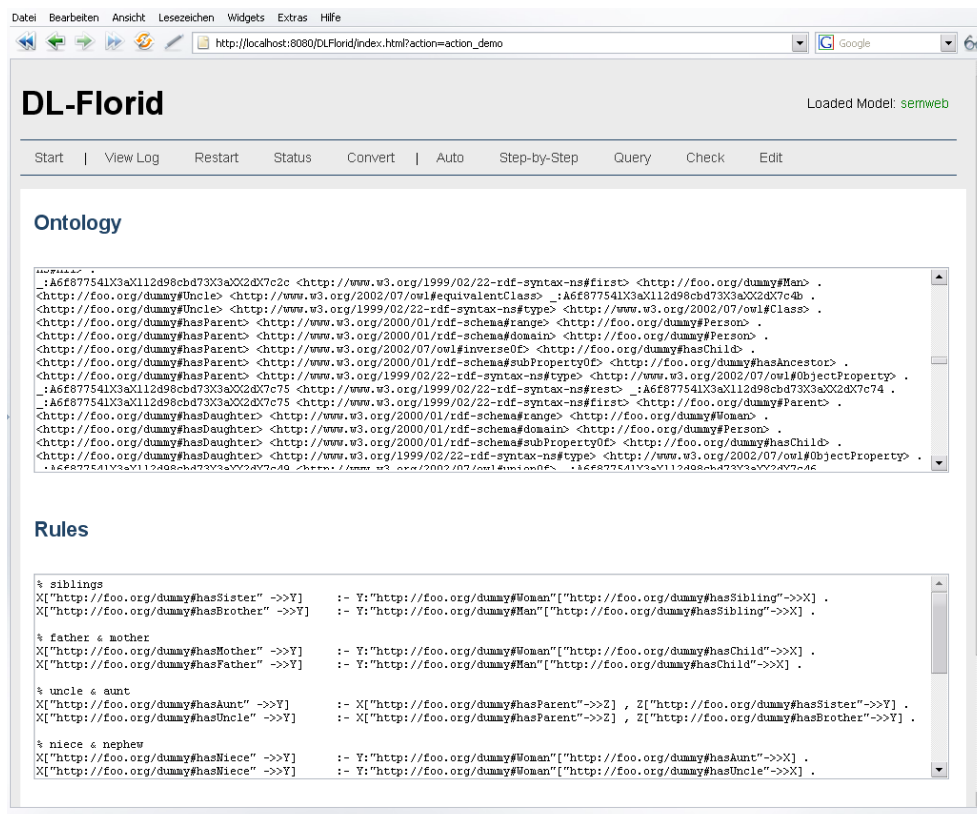 Datei Bearbeiten Ansicht Lesezeichen Widgets Extras Hilfe
http://localhost:8080/DLFlorid/index.html?action=action_demo G Google
DL-Florid
Loaded Model: semweb
Start | View Log Restart Status Convert | Auto Step-by-Step Query Check Edit
Ontology
_:A6f877541X3aX112d98cbd73X3aXX2dX7c2c <http://www.w3.org/1999/02/22-rdf-syntax-ns#first> <http://foo.org/dummy#Man> .
<http://foo.org/dummy#Uncle> <http://www.w3.org/2002/07/owl#equivalentClass> _:A6f877541X3aX112d98cbd73X3aXX2dX7c4b .
<http://foo.org/dummy#Uncle> <http://www.w3.org/1999/02/22-rdf-syntax-ns#type> <http://www.w3.org/2002/07/owl#Class> .
<http://foo.org/dummy#hasParent> <http://www.w3.org/2000/01/rdf-schema#range> <http://foo.org/dummy#Person> .
<http://foo.org/dummy#hasParent> <http://www.w3.org/2000/01/rdf-schema#domain> <http://foo.org/dummy#Person> .
<http://foo.org/dummy#hasParent> <http://www.w3.org/2002/07/owl#inverseOf> <http://foo.org/dummy#hasChild> .
<http://foo.org/dummy#hasParent> <http://www.w3.org/2000/01/rdf-schema#subPropertyOf> <http://foo.org/dummy#hasAncestor> .
<http://foo.org/dummy#hasParent> <http://www.w3.org/1999/02/22-rdf-syntax-ns#type> <http://www.w3.org/2002/07/owl#ObjectProperty> .
_:A6f877541X3aX112d98cbd73X3aXX2dX7c75 <http://www.w3.org/1999/02/22-rdf-syntax-ns#rest> _:A6f877541X3aX112d98cbd73X3aXX2dX7c74 .
_:A6f877541X3aX112d98cbd73X3aXX2dX7c75 <http://www.w3.org/1999/02/22-rdf-syntax-ns#first> <http://foo.org/dummy#Parent> .
<http://foo.org/dummy#hasDaughter> <http://www.w3.org/2000/01/rdf-schema#range> <http://foo.org/dummy#Woman> .
<http://foo.org/dummy#hasDaughter> <http://www.w3.org/2000/01/rdf-schema#domain> <http://foo.org/dummy#Person> .
<http://foo.org/dummy#hasDaughter> <http://www.w3.org/2000/01/rdf-schema#subPropertyOf> <http://foo.org/dummy#hasChild> .
<http://foo.org/dummy#hasDaughter> <http://www.w3.org/1999/02/22-rdf-syntax-ns#type> <http://www.w3.org/2002/07/owl#ObjectProperty> .
_:A6f877541X3aX112d98cbd73X3aXX2dX7c49 <http://www.w3.org/2002/07/owl#unionOf> _:A6f877541X3aX112d98cbd73X3aXX2dX7c46
Rules
% siblings
X["http://foo.org/dummy#hasSister" ->>Y] :- Y:"http://foo.org/dummy#Woman"["http://foo.org/dummy#hasSibling"->>X] .
X["http://foo.org/dummy#hasBrother" ->>Y] :- Y:"http://foo.org/dummy#Man"["http://foo.org/dummy#hasSibling"->>X] .
% father & mother
X["http://foo.org/dummy#hasMother" ->>Y] :- Y:"http://foo.org/dummy#Woman"["http://foo.org/dummy#hasChild"->>X] .
X["http://foo.org/dummy#hasFather" ->>Y] :- Y:"http://foo.org/dummy#Man"["http://foo.org/dummy#hasChild"->>X] .
% uncle & aunt
X["http://foo.org/dummy#hasAunt" ->>Y] :- X["http://foo.org/dummy#hasParent"->>Z] , Z["http://foo.org/dummy#hasSister"->>Y] .
X["http://foo.org/dummy#hasUncle" ->>Y] :- X["http://foo.org/dummy#hasParent"->>Z] , Z["http://foo.org/dummy#hasBrother"->>Y] .
% niece & nephew
X["http://foo.org/dummy#hasNiece" ->>Y] :- Y:"http://foo.org/dummy#Woman"["http://foo.org/dummy#hasAunt"->>X] .
X["http://foo.org/dummy#hasNiece" ->>Y] :- Y:"http://foo.org/dummy#Woman"["http://foo.org/dummy#hasUncle"->>X] .